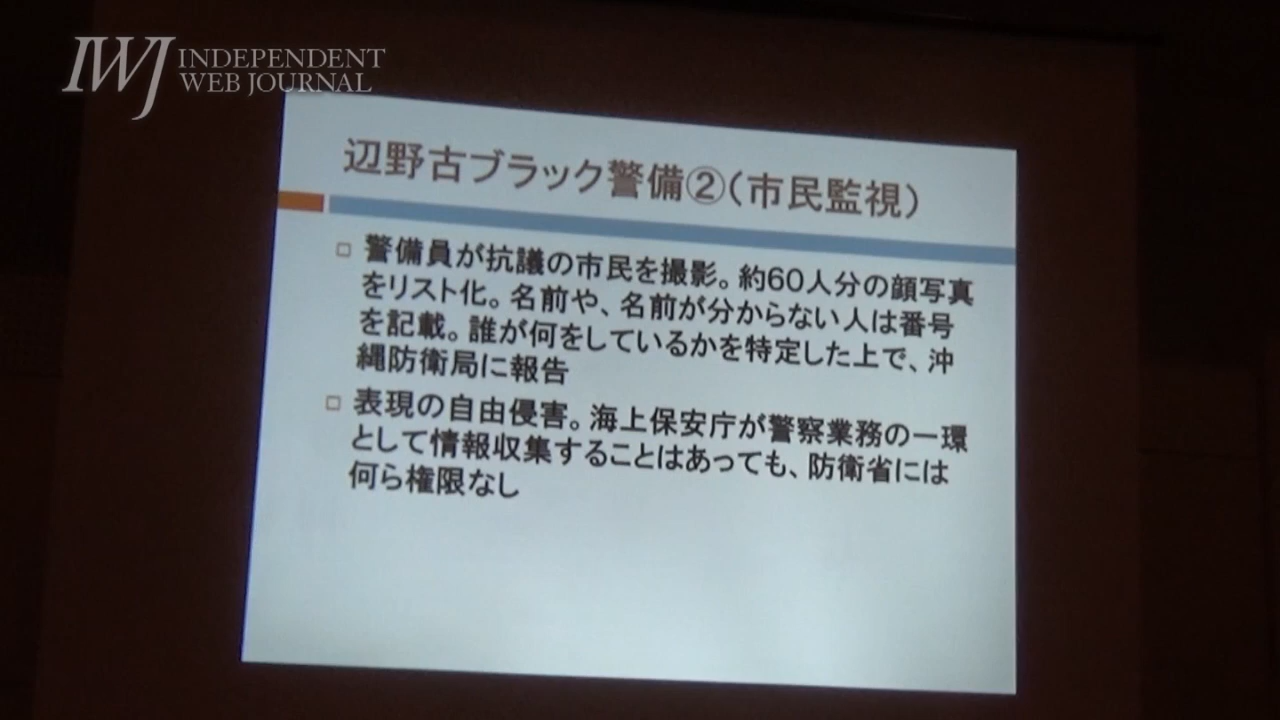 IWJ INDEPENDENT
WEB JOURNAL
辺野古ブラック警備②(市民監視)
警備員が抗議の市民を撮影。約60人分の顔写真
をリスト化。名前や、名前が分からない人は番号
を記載。誰が何をしているかを特定した上で、沖
縄防衛局に報告
表現の自由侵害。海上保安庁が警察業務の一環
として情報収集することはあっても、防衛省には
何ら権限なし